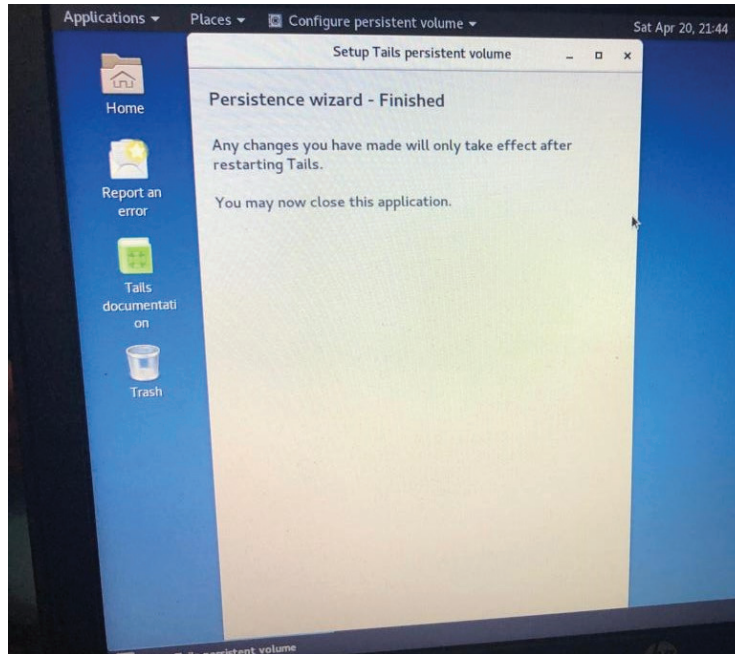 Applications Places Configure persistent volume Sat Apr 20, 21:44
Setup Tails persistent volume
Home
Persistence wizard - Finished
Any changes you have made will only take effect after
restarting Tails.
You may now close this application.
Report an
error
Tails
documentati
on
Trash
persistent volume